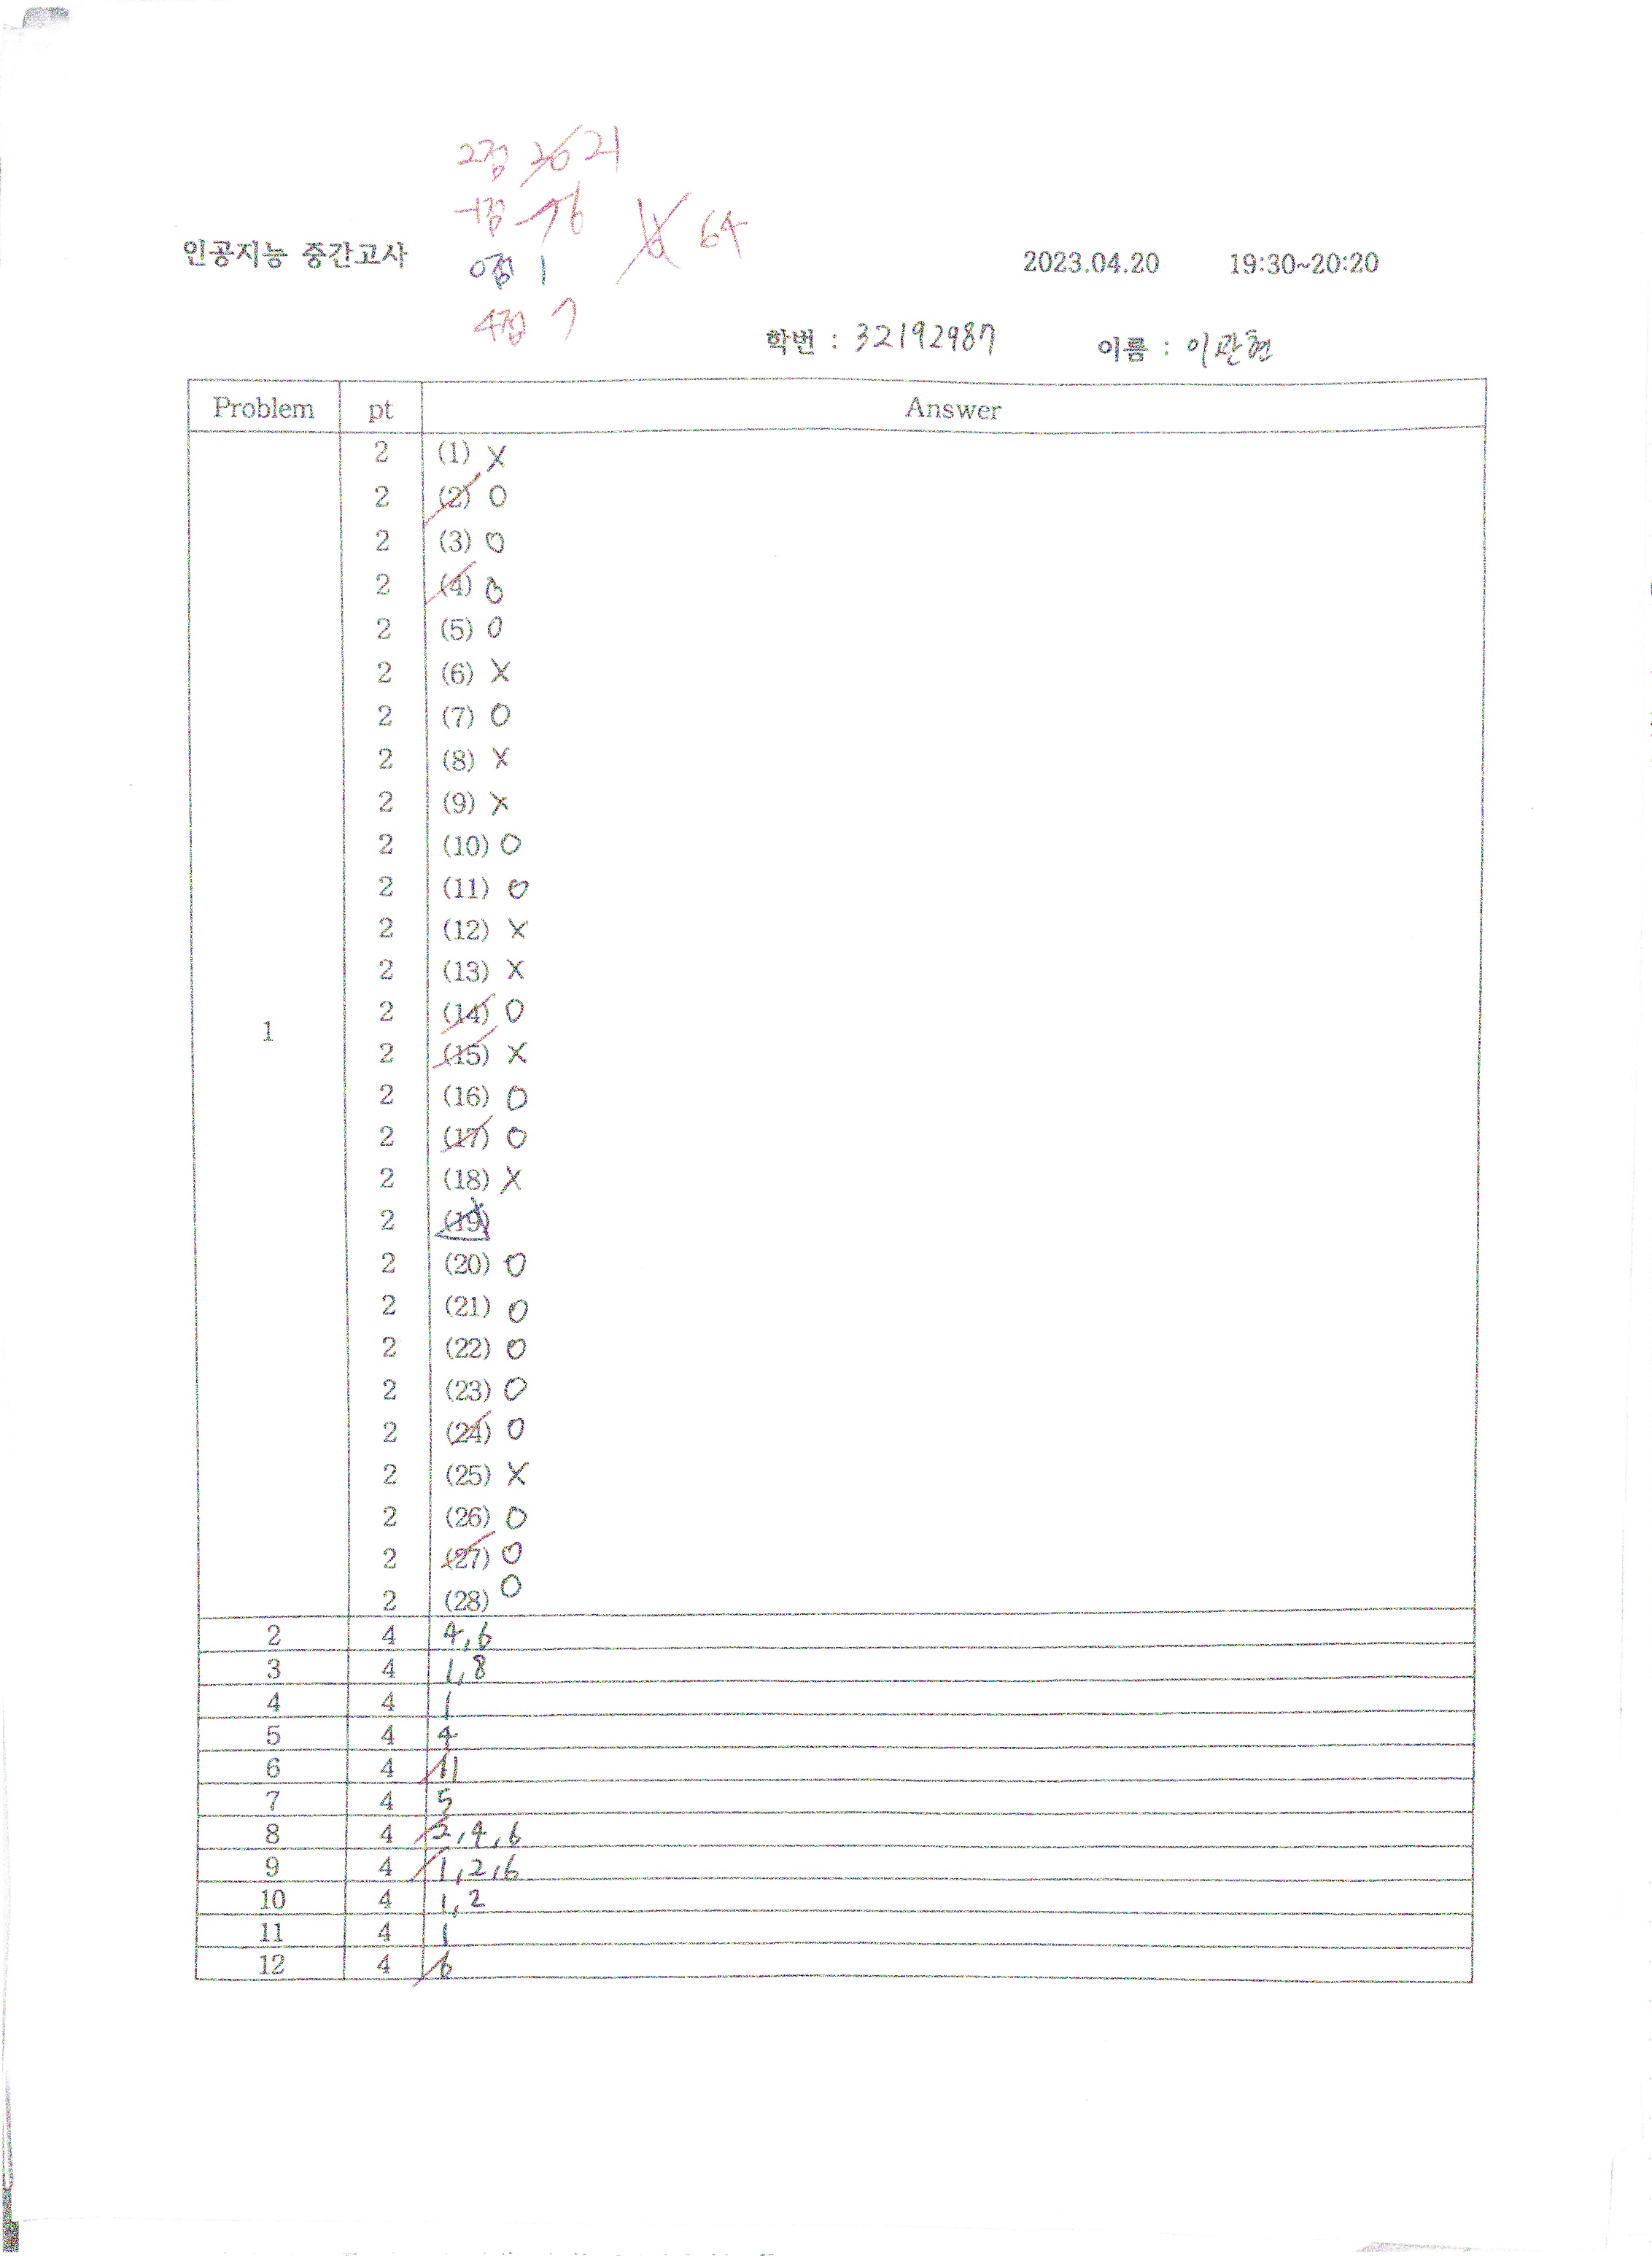 2점 21
-1점 6
64
인공지능 중간고사
0점 1
2023.04.20 19:30~20:20
4점 7
학번 : 32192987 이름 : 이관현
Problem pt Answer
2 (1) X
2 (2) O
2 (3) O
2 (4) O
2 (5) O
2 (6) X
2 (7) O
2 (8) X
2 (9) X
2 (10) O
2 (11) O
2 (12) X
2 (13) X
2 (14) O
1
2 (15) X
2 (16) O
2 (17) O
2 (18) X
2 (19)
2 (20) O
2 (21) O
2 (22) O
2 (23) O
2 (24) O
2 (25) X
2 (26) O
2 (27) O
2 (28) O
2 4 4,6
3 4 1,8
4 4 1
5 4 4
6 4 11
7 4 5
8 4 2,4,6
9 4 1,2,6
10 4 1,2
11 4 1
12 4 6